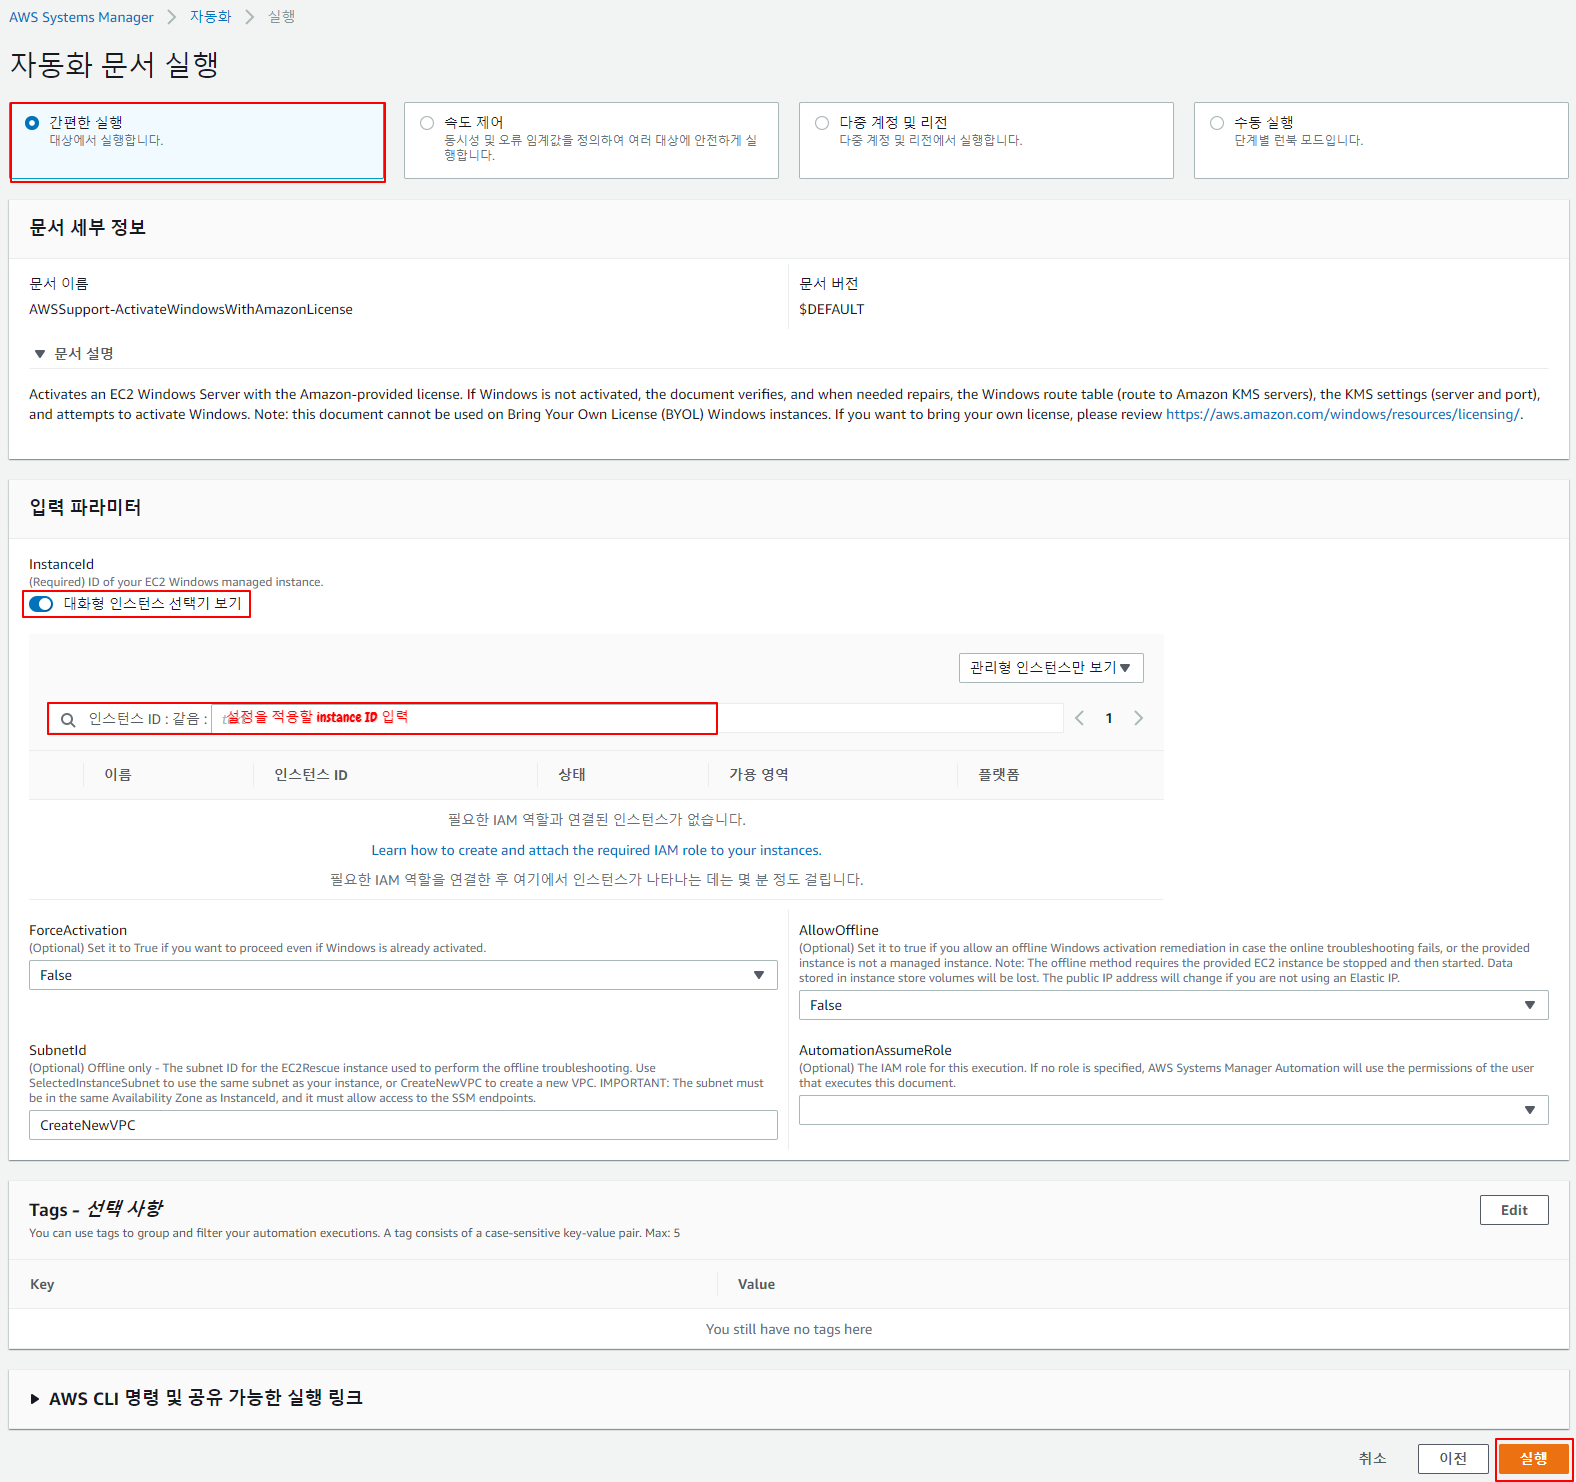 AWS Systems Manager > 자동화 > 실행
자동화 문서 실행
간편한 실행
대상에서 실행합니다.
속도 제어
동시성 및 오류 임계값을 정의하여 여러 대상에 안전하게 실
행합니다.
다중 계정 및 리전
다중 계정 및 리전에서 실행합니다.
수동 실행
단계별 런북 모드입니다.
문서 세부 정보
문서 이름
AWSSupport-ActivateWindowsWithAmazonLicense
문서 버전
$DEFAULT
▼ 문서 설명
Activates an EC2 Windows Server with the Amazon-provided license. If Windows is not activated, the document verifies, and when needed repairs, the Windows route table (route to Amazon KMS servers), the KMS settings (server and port),
and attempts to activate Windows. Note: this document cannot be used on Bring Your Own License (BYOL) Windows instances. If you want to bring your own license, please review https://aws.amazon.com/windows/resources/licensing/.
입력 파라미터
InstanceId
(Required) ID of your EC2 Windows managed instance.
대화형 인스턴스 선택기 보기
관리형 인스턴스만 보기 ▼
인스턴스 ID : 같음 : 설정을 적용할 instance ID 입력
1
이름 인스턴스 ID 상태 가용 영역 플랫폼
필요한 IAM 역할과 연결된 인스턴스가 없습니다.
Learn how to create and attach the required IAM role to your instances.
필요한 IAM 역할을 연결한 후 여기에서 인스턴스가 나타나는 데는 몇 분 정도 걸립니다.
ForceActivation
(Optional) Set it to True if you want to proceed even if Windows is already activated.
False
AllowOffline
(Optional) Set it to true if you allow an offline Windows activation remediation in case the online troubleshooting fails, or the provided
instance is not a managed instance. Note: The offline method requires the provided EC2 instance be stopped and then started. Data
stored in instance store volumes will be lost. The public IP address will change if you are not using an Elastic IP.
False
SubnetId
(Optional) Offline only - The subnet ID for the EC2Rescue instance used to perform the offline troubleshooting. Use
SelectedInstanceSubnet to use the same subnet as your instance, or CreateNewVPC to create a new VPC. IMPORTANT: The subnet must
be in the same Availability Zone as InstanceId, and it must allow access to the SSM endpoints.
CreateNewVPC
AutomationAssumeRole
(Optional) The IAM role for this execution. If no role is specified, AWS Systems Manager Automation will use the permissions of the user
that executes this document.
Tags - 선택 사항
Edit
You can use tags to group and filter your automation executions. A tag consists of a case-sensitive key-value pair. Max: 5
Key Value
You still have no tags here
▶ AWS CLI 명령 및 공유 가능한 실행 링크
취소 이전 실행